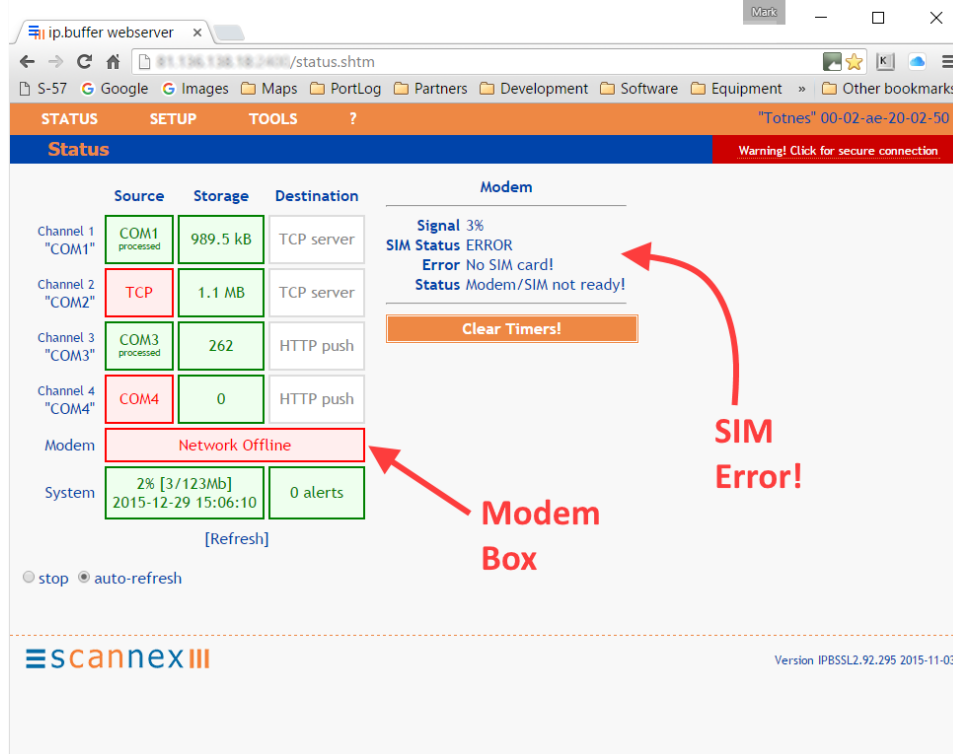 Mark
ip.buffer webserver
/status.shtm
S-57 Google Images Maps PortLog Partners Development Software Equipment » Other bookmarks
STATUS SETUP TOOLS ? "Totnes" 00-02-ae-20-02-50
Status Warning! Click for secure connection
Source Storage Destination
Channel 1 "COM1" COM1 processed 989.5 kB TCP server
Channel 2 "COM2" TCP 1.1 MB TCP server
Channel 3 "COM3" COM3 processed 262 HTTP push
Channel 4 "COM4" COM4 0 HTTP push
Modem Network Offline
System 2% [3/123Mb] 2015-12-29 15:06:10 0 alerts
[Refresh]
stop auto-refresh
Modem
Signal 3%
SIM Status ERROR
Error No SIM card!
Status Modem/SIM not ready!
Clear Timers!
SIM
Error!
Modem
Box
scannex
Version IPBSSL2.92.295 2015-11-03